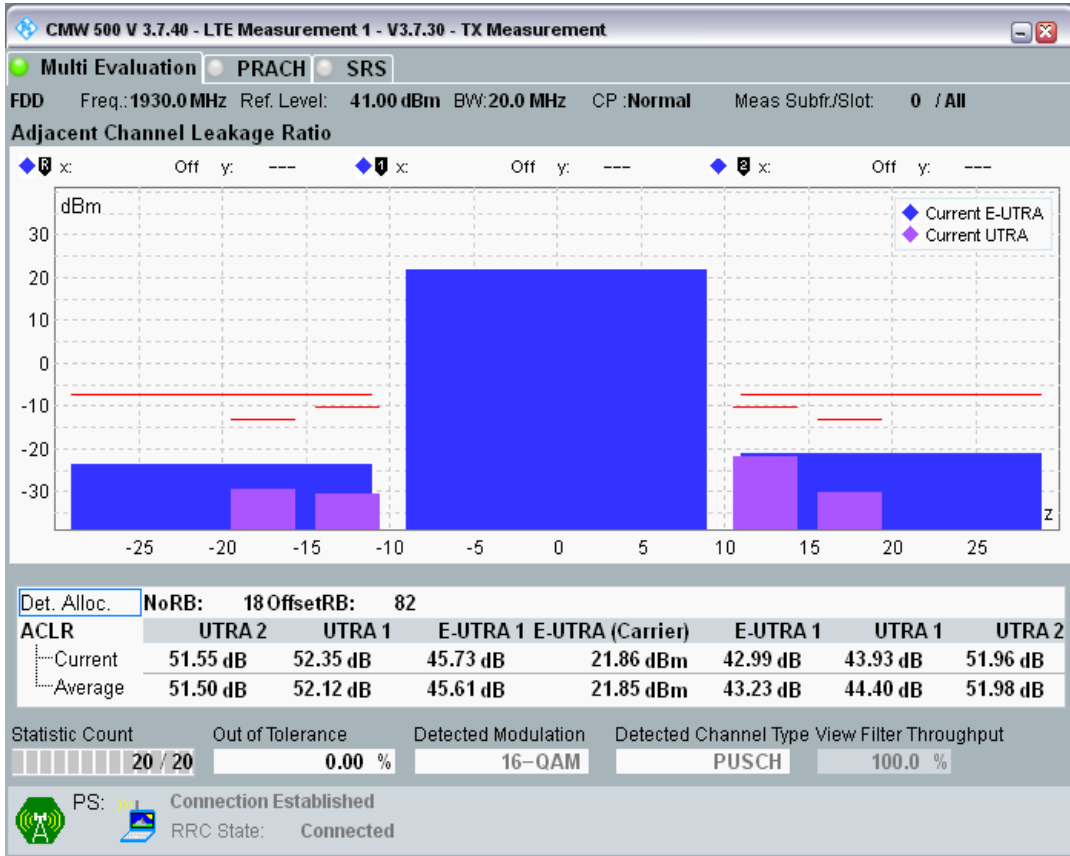 CMW 500 V 3.7.40 - LTE Measurement 1 - V3.7.30 - TX Measurement
Multi Evaluation PRACH SRS
FDD Freq.:1930.0 MHz Ref. Level: 41.00 dBm BW:20.0 MHz CP :Normal Meas Subfr./Slot: 0 / All
Adjacent Channel Leakage Ratio
R x: Off y: --- 1 x: Off y: --- 2 x: Off y: ---
dBm
Current E-UTRA
Current UTRA
30
20
10
0
-10
-20
-30
z
-25 -20 -15 -10 -5 0 5 10 15 20 25
Det. Alloc. NoRB: 18 OffsetRB: 82
ACLR UTRA 2 UTRA 1 E-UTRA 1 E-UTRA (Carrier) E-UTRA 1 UTRA 1 UTRA 2
Current 51.55 dB 52.35 dB 45.73 dB 21.86 dBm 42.99 dB 43.93 dB 51.96 dB
Average 51.50 dB 52.12 dB 45.61 dB 21.85 dBm 43.23 dB 44.40 dB 51.98 dB
Statistic Count Out of Tolerance Detected Modulation Detected Channel Type View Filter Throughput
20 / 20 0.00 % 16-QAM PUSCH 100.0 %
PS: Connection Established
RRC State: Connected